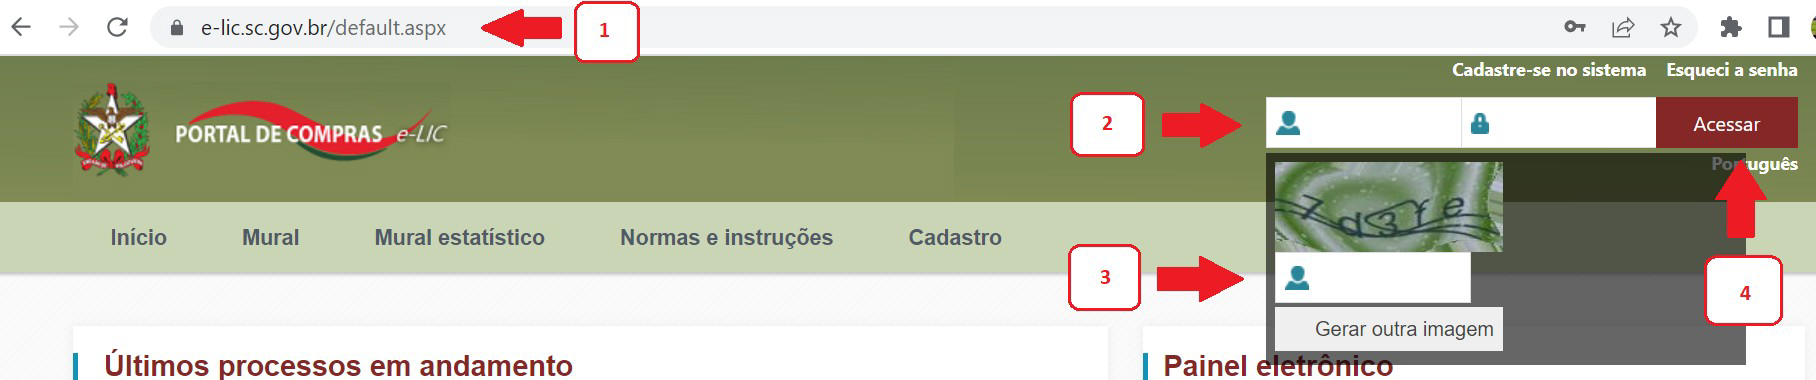 e-lic.sc.gov.br/default.aspx
1
Cadastre-se no sistema Esqueci a senha
PORTAL DE COMPRAS e-LIC
2
Acessar
Português
7d3fe
Início Mural Mural estatístico Normas e instruções Cadastro
3
4
Gerar outra imagem
Últimos processos em andamento
Painel eletrônico